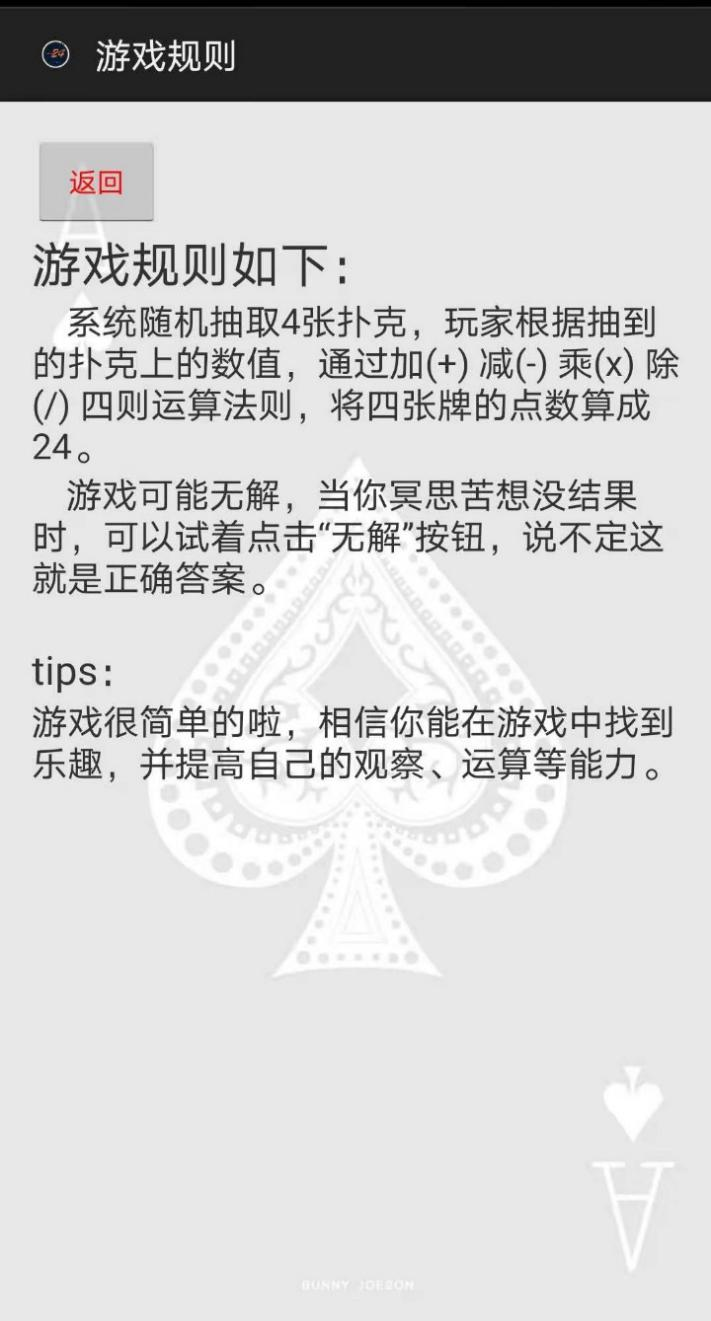 24
游戏规则
返回
A
游戏规则如下：
系统随机抽取4张扑克，玩家根据抽到
的扑克上的数值，通过加(+) 减(-) 乘(x) 除
(/) 四则运算法则，将四张牌的点数算成
24。
游戏可能无解，当你冥思苦想没结果
时，可以试着点击“无解”按钮，说不定这
就是正确答案。
tips：
游戏很简单的啦，相信你能在游戏中找到
乐趣，并提高自己的观察、运算等能力。
A
BUNNY JOESON